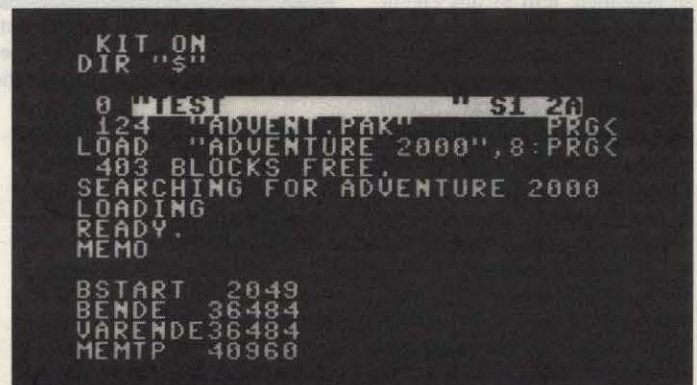 KIT ON
DIR "$"
0 "TEST " S1 2A
124 "ADVENT.PAK" PRG<
LOAD "ADVENTURE 2000",8:PRG<
403 BLOCKS FREE.
SEARCHING FOR ADVENTURE 2000
LOADING
READY.
MEMO
BSTART 2049
BENDE 36484
VARENDE36484
MEMTP 40960